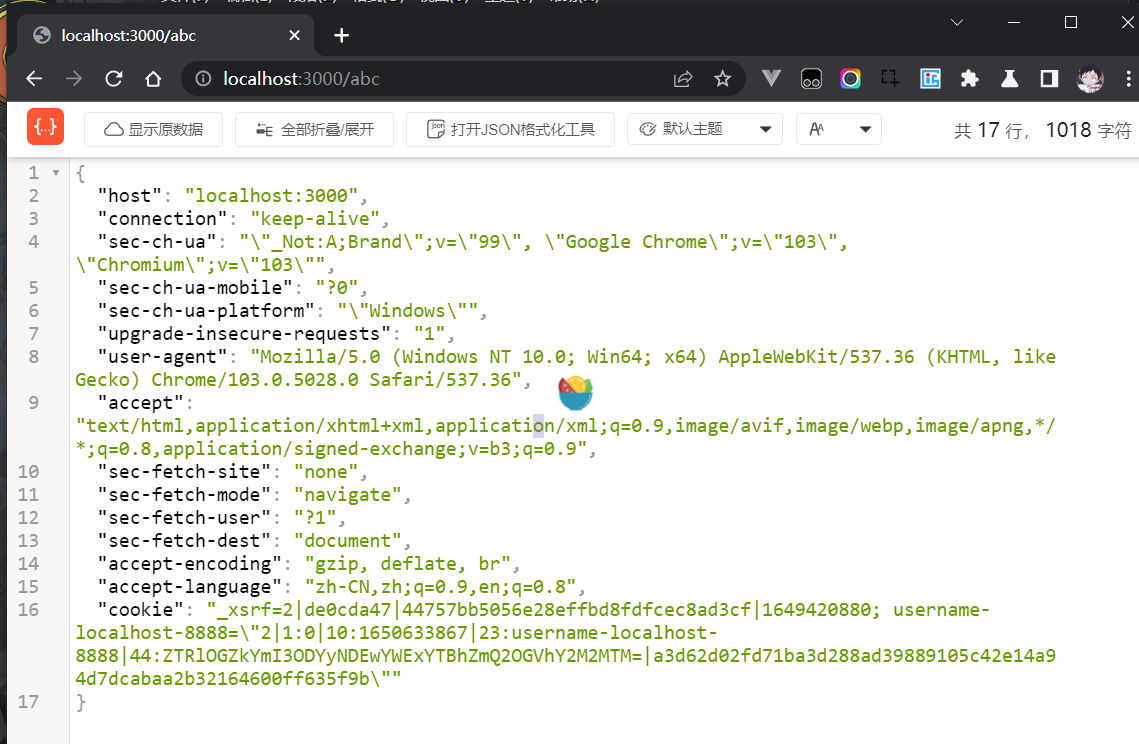 localhost:3000/abc
localhost:3000/abc
{...}
显示原数据
全部折叠/展开
打开JSON格式化工具
默认主题
共 17 行， 1018 字符
1 {
2 "host": "localhost:3000",
3 "connection": "keep-alive",
4 "sec-ch-ua": "\"_Not:A;Brand\";v=\"99\", \"Google Chrome\";v=\"103\",
\"Chromium\";v=\"103\"",
5 "sec-ch-ua-mobile": "?0",
6 "sec-ch-ua-platform": "\"Windows\"",
7 "upgrade-insecure-requests": "1",
8 "user-agent": "Mozilla/5.0 (Windows NT 10.0; Win64; x64) AppleWebKit/537.36 (KHTML, like
Gecko) Chrome/103.0.5028.0 Safari/537.36",
9 "accept":
"text/html,application/xhtml+xml,application/xml;q=0.9,image/avif,image/webp,image/apng,*/
*;q=0.8,application/signed-exchange;v=b3;q=0.9",
10 "sec-fetch-site": "none",
11 "sec-fetch-mode": "navigate",
12 "sec-fetch-user": "?1",
13 "sec-fetch-dest": "document",
14 "accept-encoding": "gzip, deflate, br",
15 "accept-language": "zh-CN,zh;q=0.9,en;q=0.8",
16 "cookie": "_xsrf=2|de0cda47|44757bb5056e28effbd8fdfcec8ad3cf|1649420880; username-
localhost-8888=\"2|1:0|10:1650633867|23:username-localhost-
8888|44:ZTRlOGZkYmI3ODYyNDEwYWExYTBhZmQ2OGVhY2M2MTM=|a3d62d02fd71ba3d288ad39889105c42e14a9
4d7dcabaa2b32164600ff635f9b\""
17 }